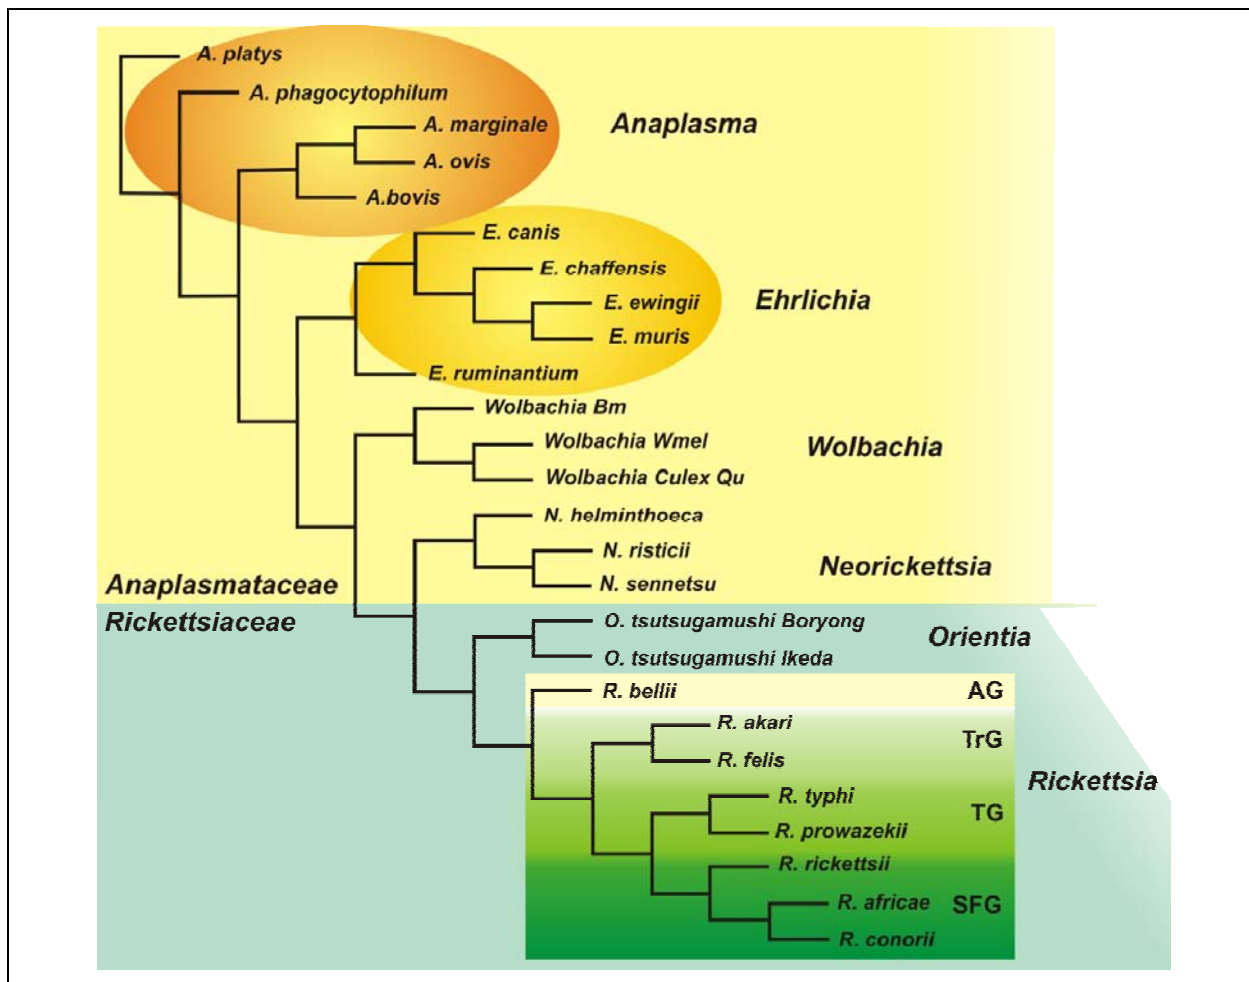 A. platys
A. phagocytophilum
A. marginale
Anaplasma
A. ovis
A.bovis
E. canis
E. chaffensis
E. ewingii
Ehrlichia
E. muris
E. ruminantium
Wolbachia Bm
Wolbachia Wmel
Wolbachia
Wolbachia Culex Qu
N. helminthoeca
N. risticii
Neorickettsia
N. sennetsu
Anaplasmataceae
Rickettsiaceae
O. tsutsugamushi Boryong
Orientia
O. tsutsugamushi Ikeda
R. bellii AG
R. akari
TrG
R. felis
Rickettsia
R. typhi
TG
R. prowazekii
R. rickettsii
R. africae SFG
R. conorii